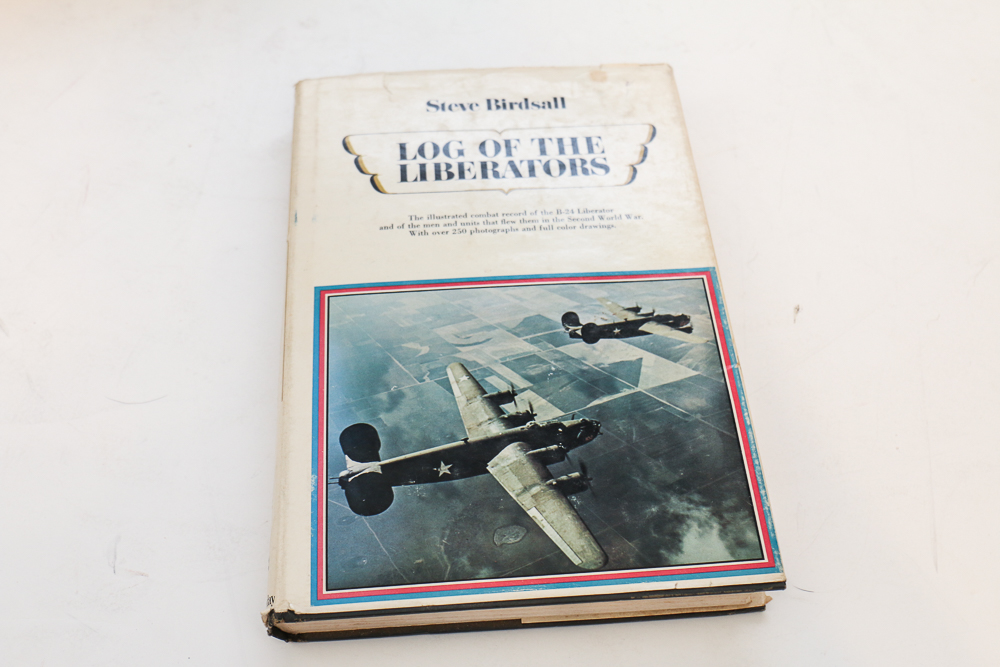 Steve Birdsall
LOG OF THE
LIBERATORS
The illustrated combat record of the B-24 Liberator
and of the men and units that flew them in the Second World War.
With over 250 photographs and full color drawings.